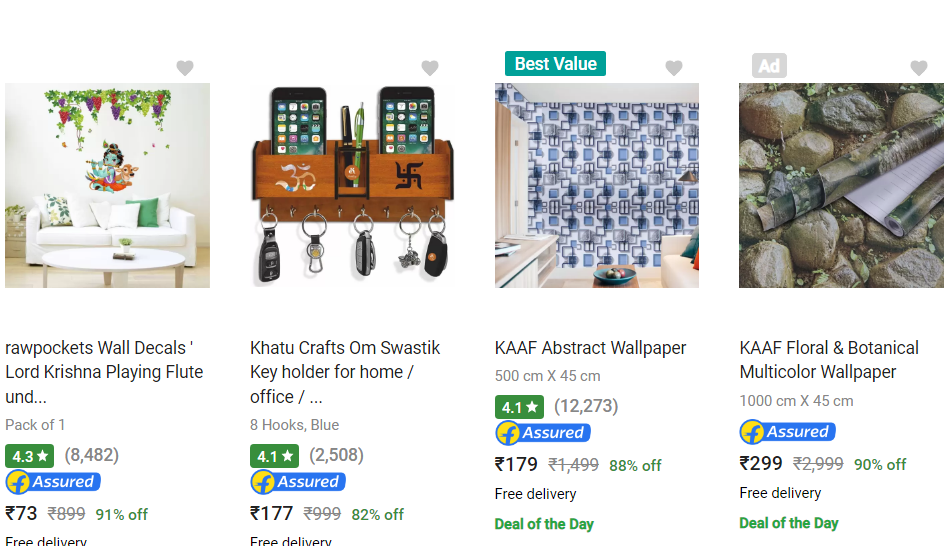 rawpockets Wall Decals '
Lord Krishna Playing Flute
und...
Pack of 1
4.3 ★ (8,482)
Assured
₹73 ₹899 91% off
Free delivery
Khatu Crafts Om Swastik
Key holder for home /
office / ...
8 Hooks, Blue
4.1 ★ (2,508)
Assured
₹177 ₹999 82% off
Free delivery
Best Value
KAAF Abstract Wallpaper
500 cm X 45 cm
4.1 ★ (12,273)
Assured
₹179 ₹1,499 88% off
Free delivery
Deal of the Day
Ad
KAAF Floral & Botanical
Multicolor Wallpaper
1000 cm X 45 cm
Assured
₹299 ₹2,999 90% off
Free delivery
Deal of the Day